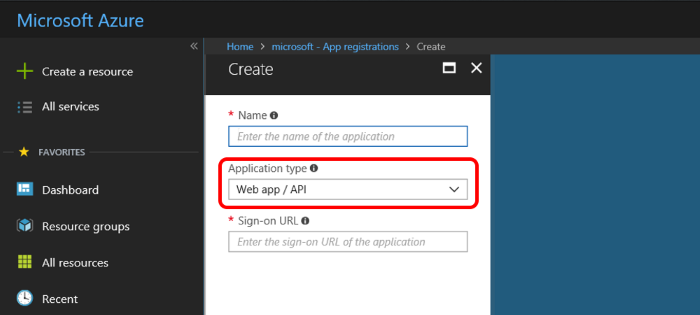 Microsoft Azure
Home > microsoft - App registrations > Create
Create a resource
All services
FAVORITES
Dashboard
Resource groups
All resources
Recent
Create
* Name
Enter the name of the application
Application type
Web app / API
* Sign-on URL
Enter the sign-on URL of the application